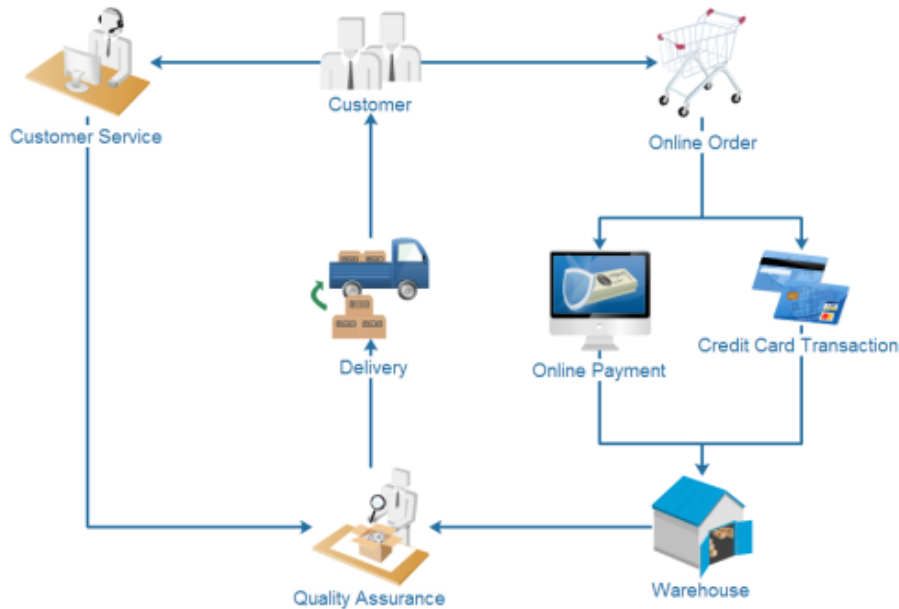 Customer
Customer Service
Online Order
Delivery
Online Payment
Credit Card Transaction
Quality Assurance
Warehouse